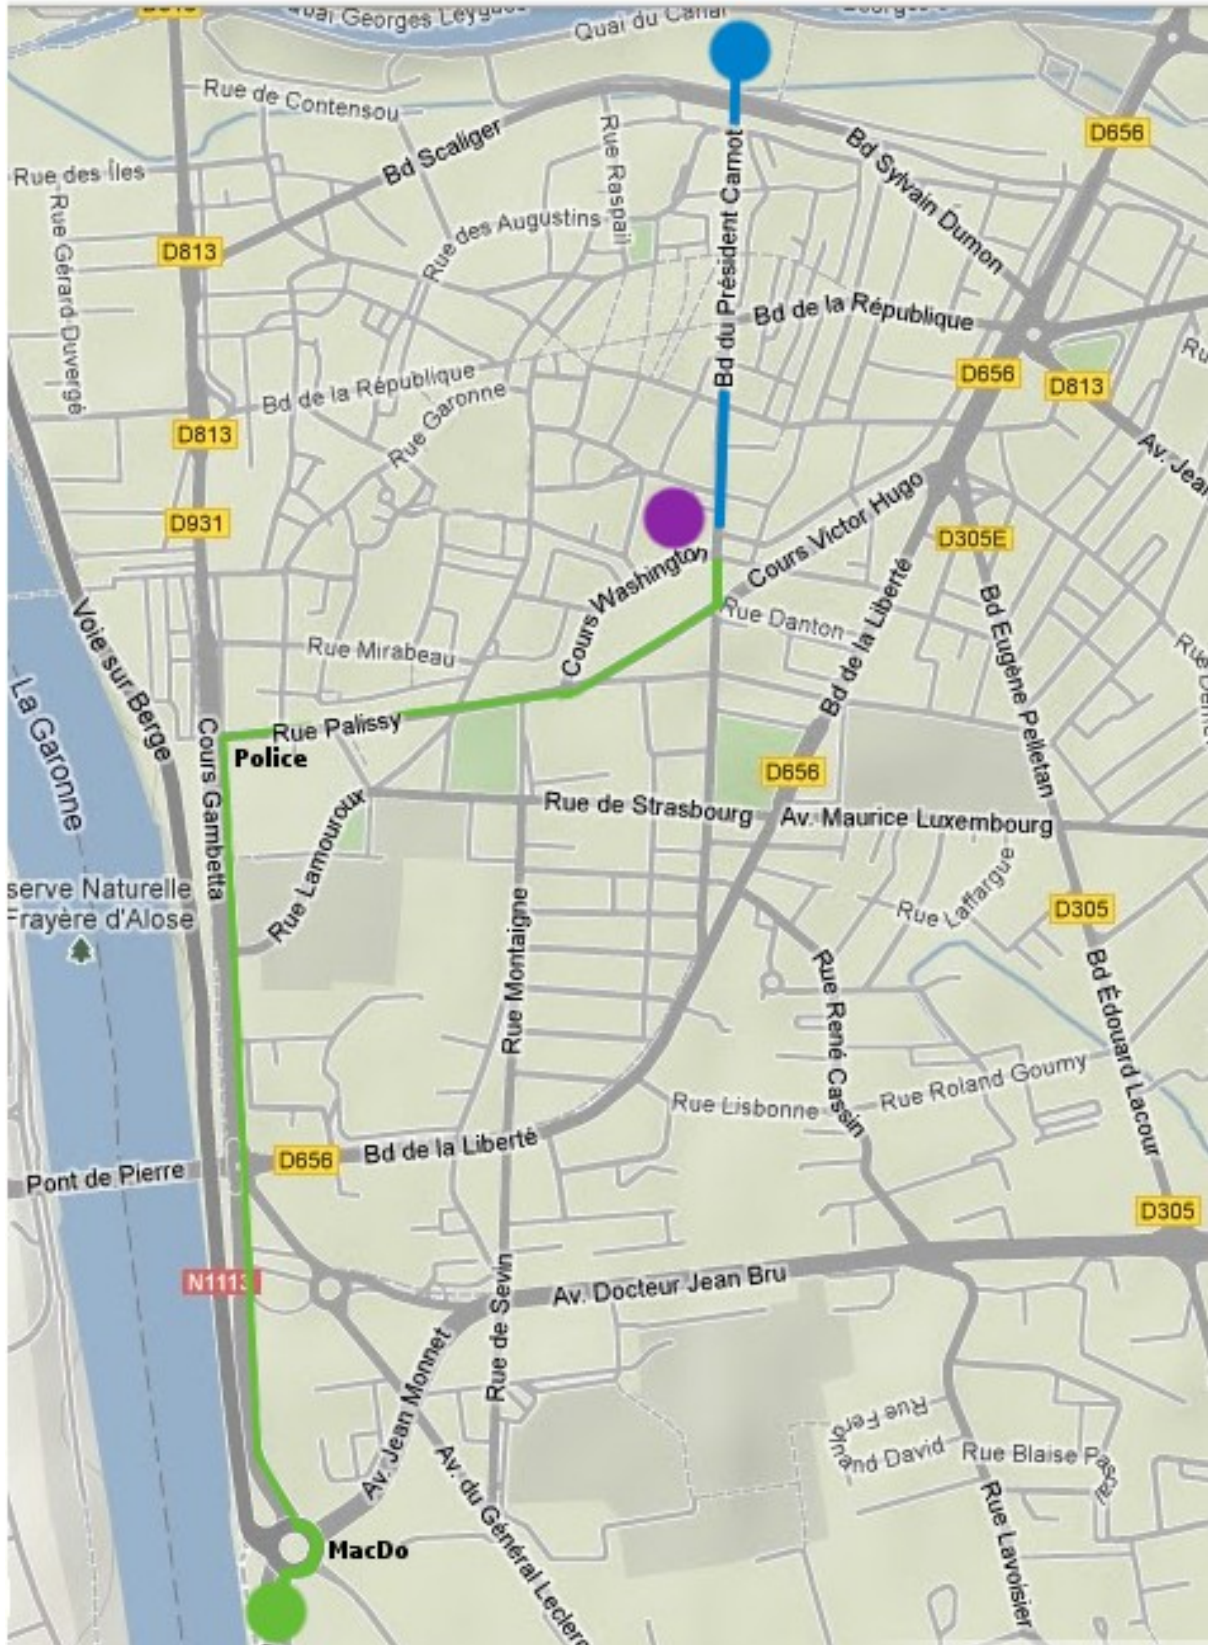 Quai Georges Leygues
Quai du Canal
Rue de Contensou
D656
Bd Scaliger
Rue Raspail
Bd du Président Carnot
Bd Sylvain Dumon
Rue des Îles
Rue Gérard Duvergé
Rue des Augustins
D813
Bd de la République
Bd de la République
D656
D813
Rue Garonne
D813
Av. Jean
D931
Cours Victor Hugo
D305E
Cours Washington
Rue Danton
Bd de la Liberté
Bd Eugène Pelletan
Voie sur Berge
Rue Mirabeau
La Garonne
Cours Gambetta
Rue Palissy
Police
D656
Rue Lamouroux
Rue de Strasbourg
Av. Maurice Luxembourg
serve Naturelle
Frayère d'Alose
Rue Laffargue
D305
Rue Montaigne
Rue René Cassin
Bd Édouard Lacour
Rue Roland Goumy
Rue Lisbonne
Bd de la Liberté
D656
Pont de Pierre
D305
N1113
Rue de Sevin
Av. Docteur Jean Bru
Av. Jean Monnet
Rue Fer
nand David
Rue Blaise Pascal
Av. du Général Leclerc
Rue Lavoisier
MacDo